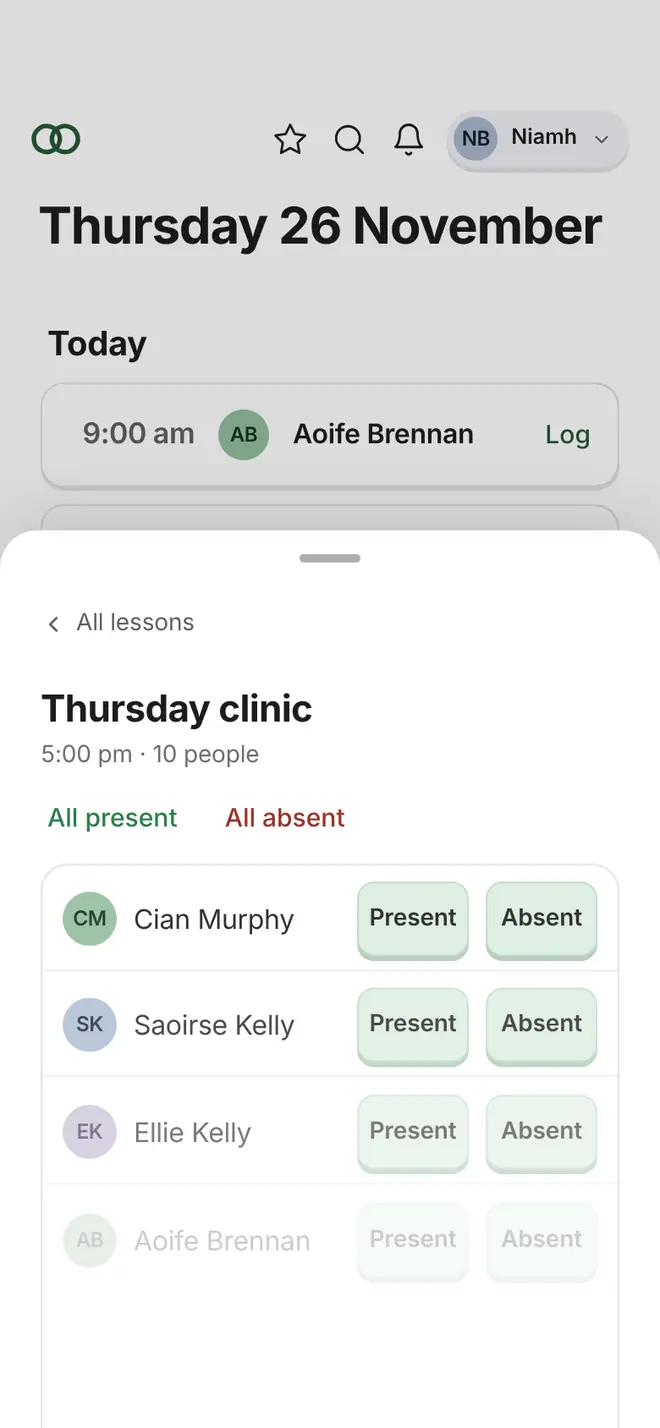 NB Niamh
Thursday 26 November
Today
9:00 am AB Aoife Brennan Log
All lessons
Thursday clinic
5:00 pm · 10 people
All present All absent
CM Cian Murphy Present Absent
SK Saoirse Kelly Present Absent
EK Ellie Kelly Present Absent
AB Aoife Brennan Present Absent